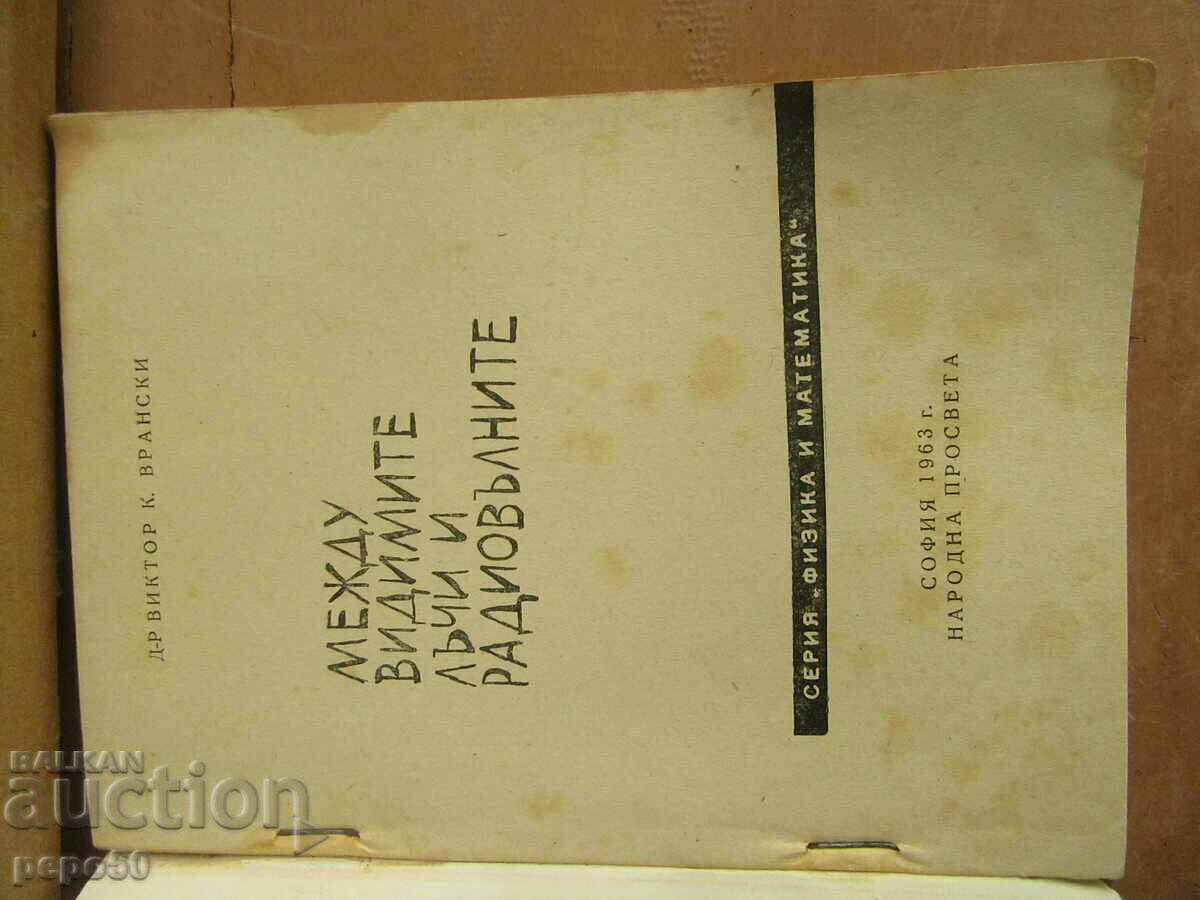 Д-Р ВИКТОР К. ВРАНСКИ
МЕЖДУ
ВИДИМИТЕ
ЛЪЧИ И
РАДИОВЪЛНИТЕ
СЕРИЯ „ФИЗИКА И МАТЕМАТИКА“
СОФИЯ 1963 г.
НАРОДНА ПРОСВЕТА
BALKAN
auction
pepo50